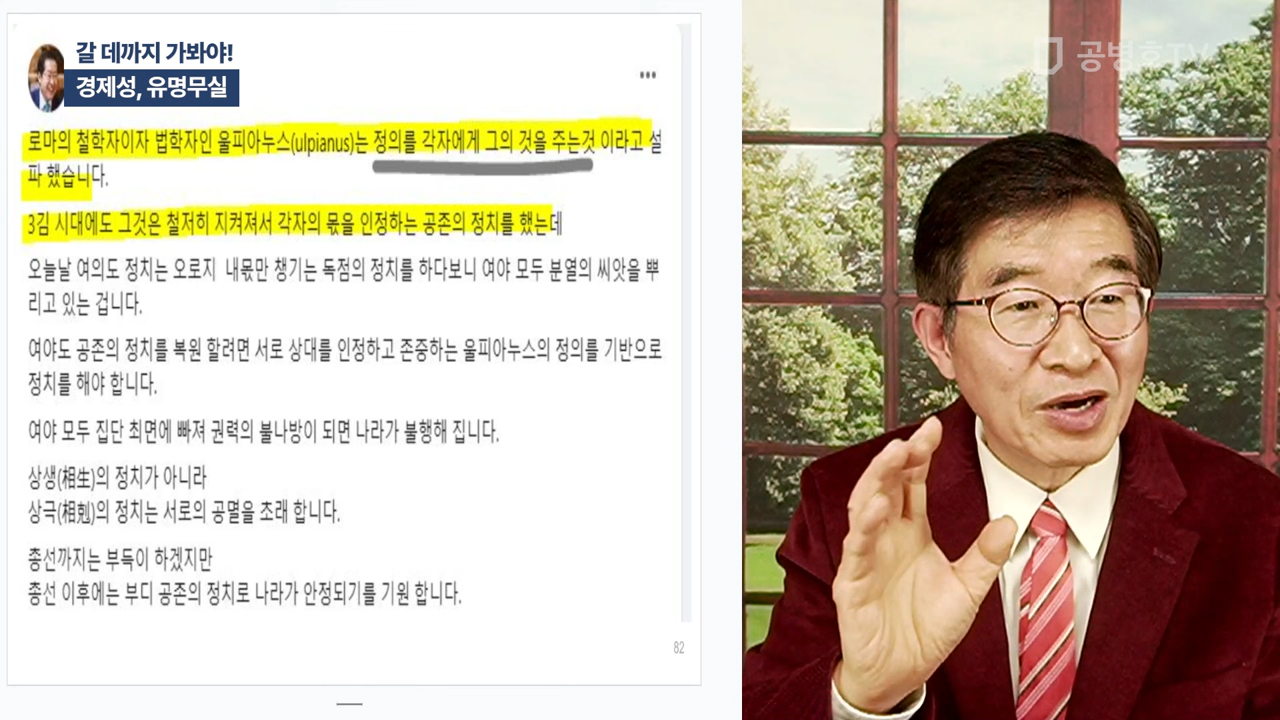 갈 데까지 가봐야!
경제성, 유명무실
로마의 철학자이자 법학자인 울피아누스(ulpianus)는 정의를 각자에게 그의 것을 주는것 이라고 설
파 했습니다.
3김 시대에도 그것은 철저히 지켜져서 각자의 몫을 인정하는 공존의 정치를 했는데
오늘날 여의도 정치는 오로지 내몫만 챙기는 독점의 정치를 하다보니 여야 모두 분열의 씨앗을 뿌
리고 있는 겁니다.
여야도 공존의 정치를 복원 할려면 서로 상대를 인정하고 존중하는 울피아누스의 정의를 기반으로
정치를 해야 합니다.
여야 모두 집단 최면에 빠져 권력의 불나방이 되면 나라가 불행해 집니다.
상생(相生)의 정치가 아니라
상극(相剋)의 정치는 서로의 공멸을 초래 합니다.
총선까지는 부득이 하겠지만
총선 이후에는 부디 공존의 정치로 나라가 안정되기를 기원 합니다.
82
공병호TV